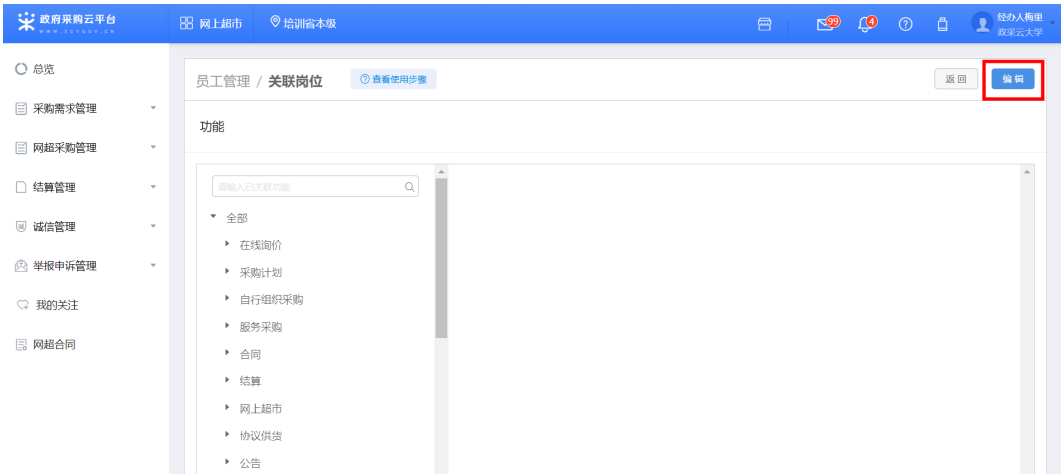 政府采购云平台
WWW.ZCYGOV.CN
网上超市
培训省本级
99
4
经办人梅里
政采云大学
总览
采购需求管理
网超采购管理
结算管理
诚信管理
举报申诉管理
我的关注
网超合同
员工管理 / 关联岗位
查看使用步骤
返回
编辑
功能
请输入已关联功能
全部
在线询价
采购计划
自行组织采购
服务采购
合同
结算
网上超市
协议供货
公告